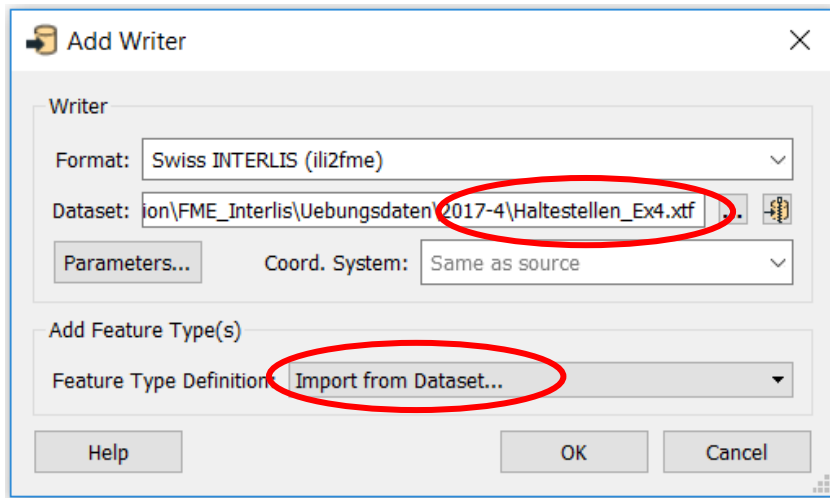 Add Writer
Writer
Format: Swiss INTERLIS (ili2fme)
Dataset: ion\FME_Interlis\Uebungsdaten\2017-4\Haltestellen_Ex4.xtf ...
Parameters... Coord. System: Same as source
Add Feature Type(s)
Feature Type Definition: Import from Dataset...
Help OK Cancel